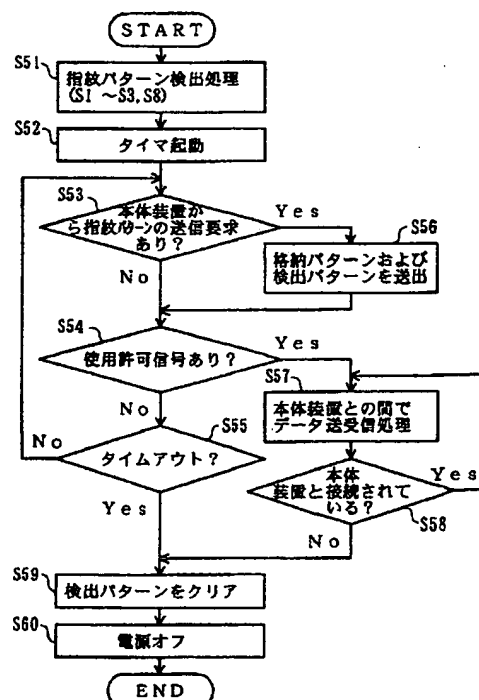 START
S51
指紋パターン検出処理
(S1 ~S3,S8)
S52
タイマ起動
S53
本体装置か
ら指紋パターンの送信要求
あり?
Yes
No
S56
格納パターンおよび
検出パターンを送出
S54
使用許可信号あり?
Yes
No
S57
本体装置との間で
データ送受信処理
S55
タイムアウト?
No
Yes
本体
装置と接続されて
いる?
Yes
S58
No
S59
検出パターンをクリア
S60
電源オフ
END